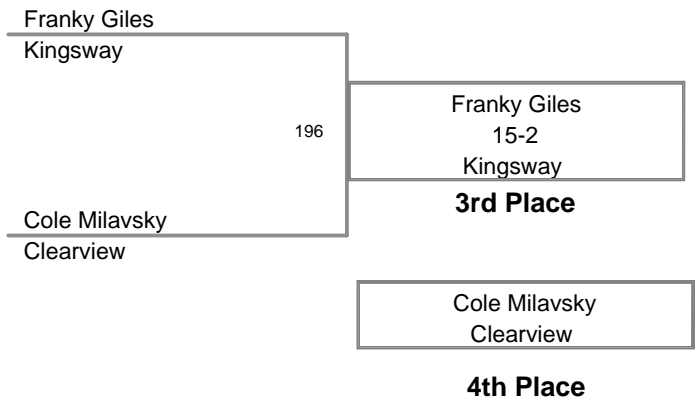 Franky Giles
Kingsway
196
Franky Giles
15-2
Kingsway
3rd Place
Cole Milavsky
Clearview
Cole Milavsky
Clearview
4th Place